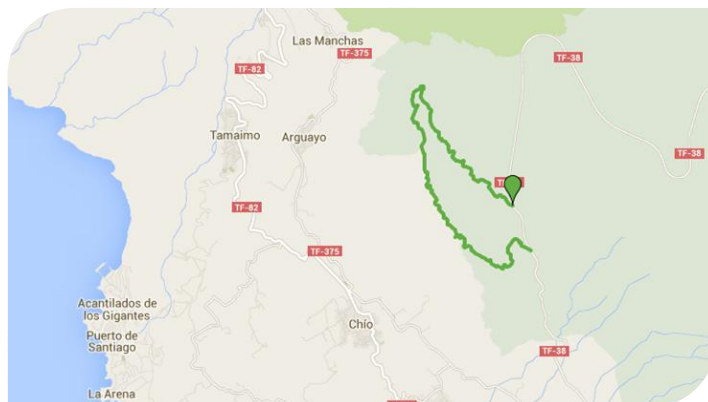 Las Manchas
TF-375
TF-38
TF-82
Tamaimo
Arguayo
TF-38
TF-82
TF-375
Acantilados de
los Gigantes
Chío
Puerto de
Santiago
TF-38
La Arena